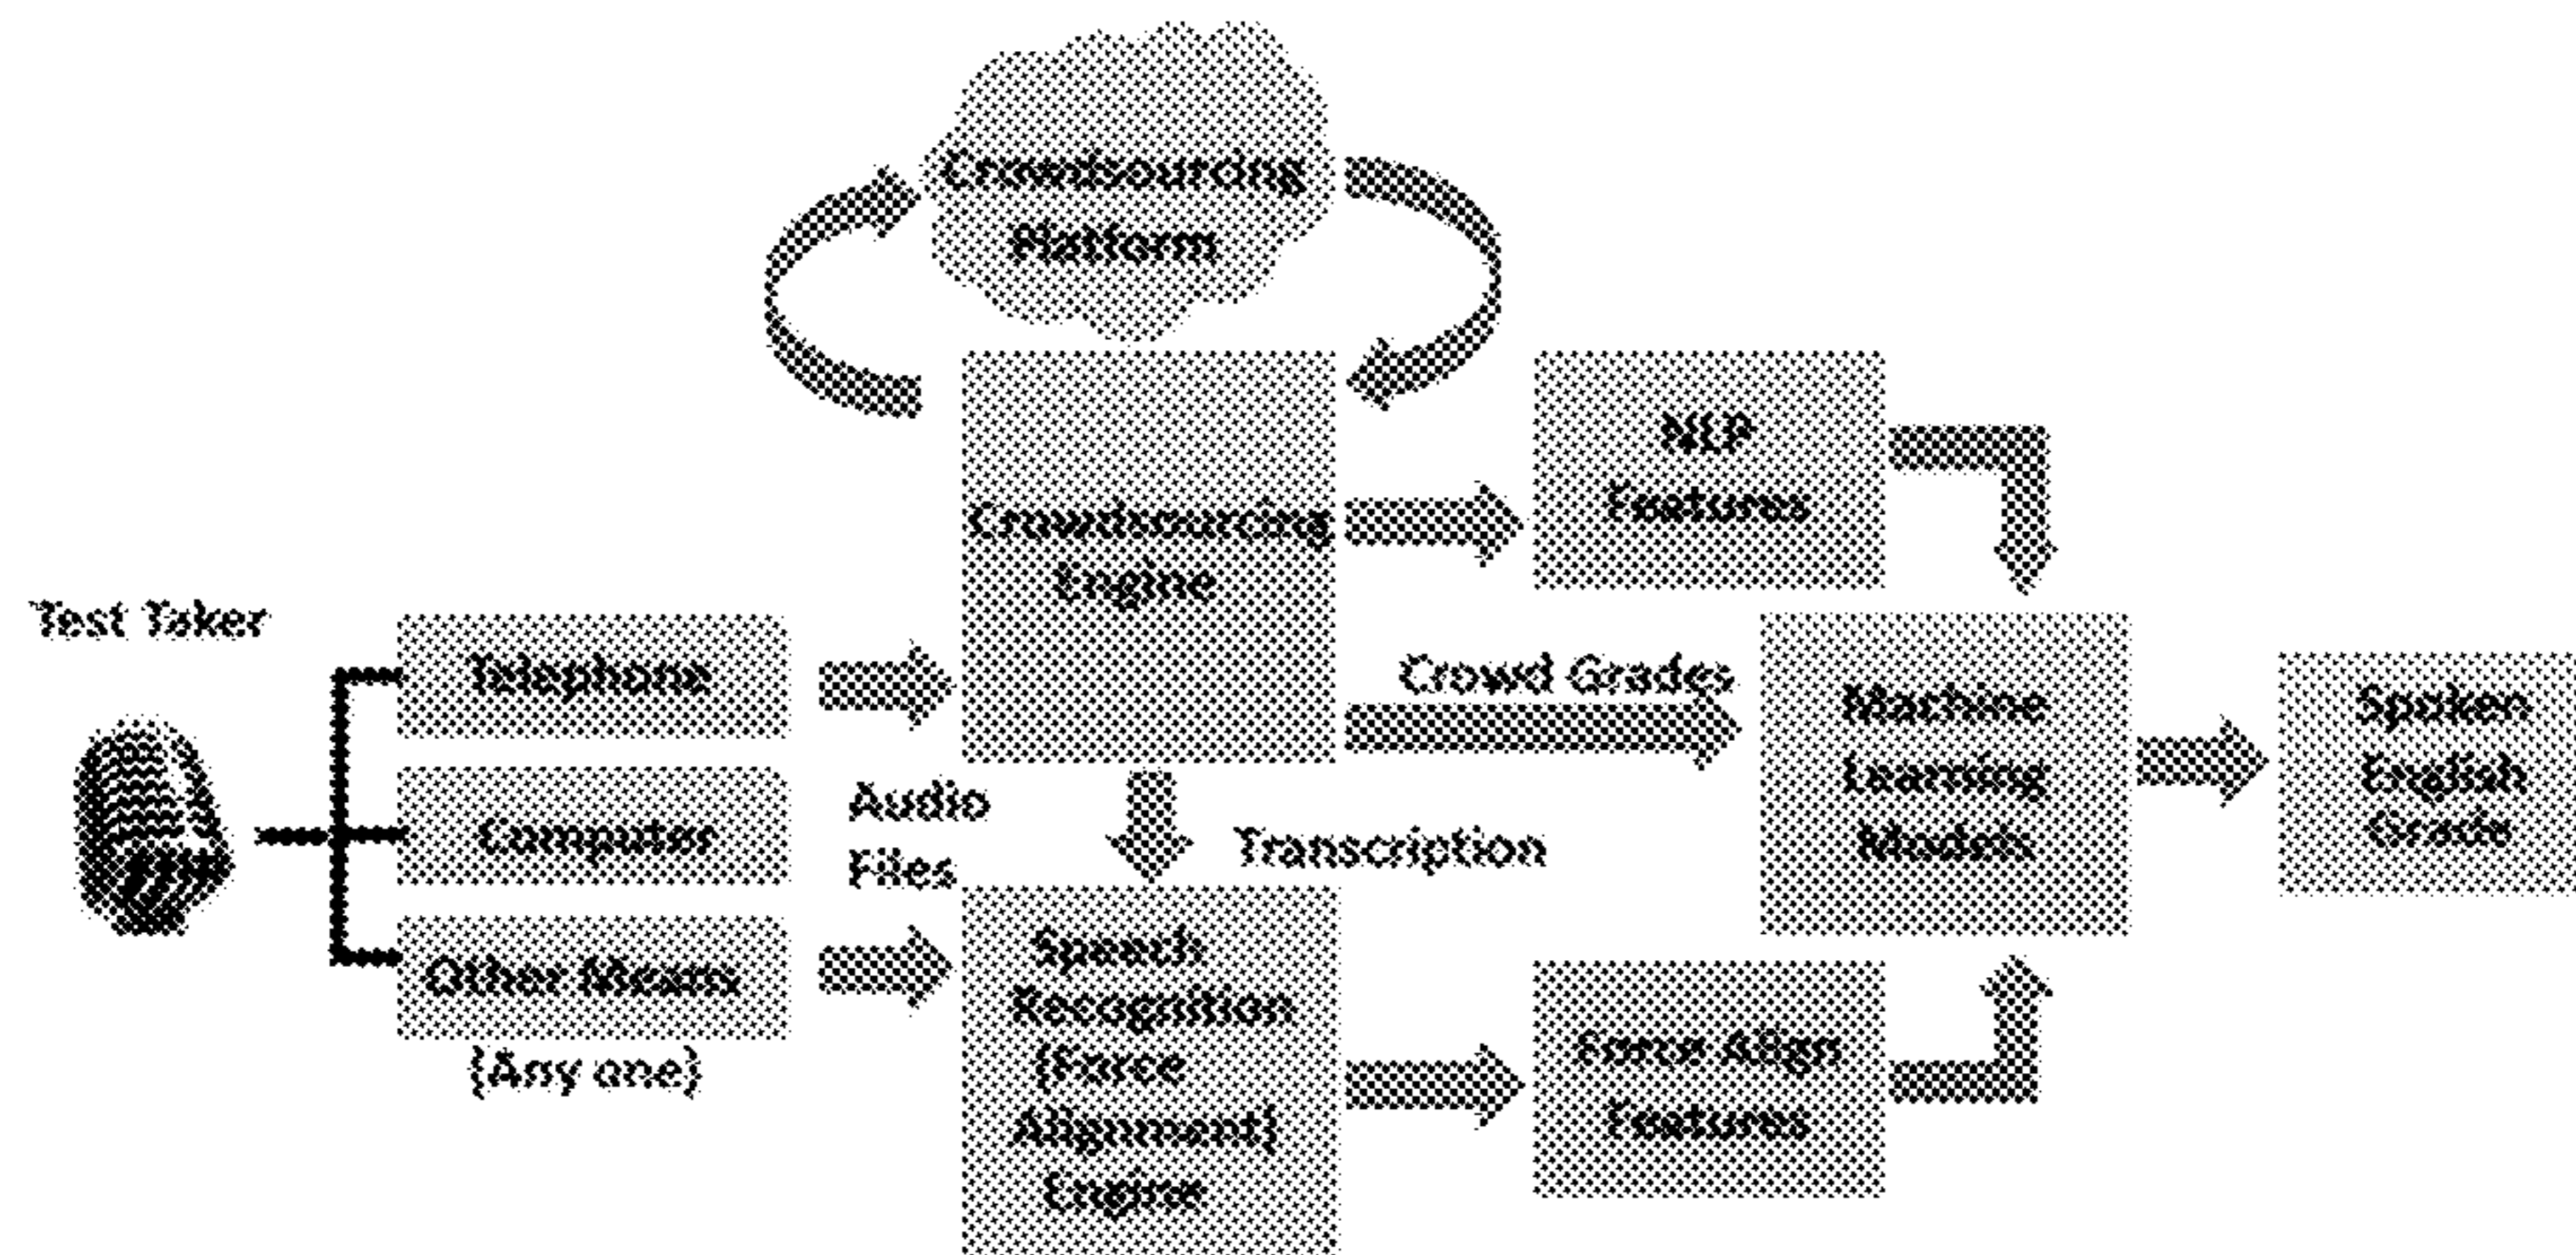 Crowdsourcing
Platform
Crowdsourcing
Engine
NLP
Features
Test Taker
Telephone
Computer
Other Means
(Any one)
Audio
Files
Crowd Grades
Transcription
Machine
Learning
Models
Spoken
English
Grade
Speech
Recognition
(Force
Alignment)
Engine
Force Align
Features